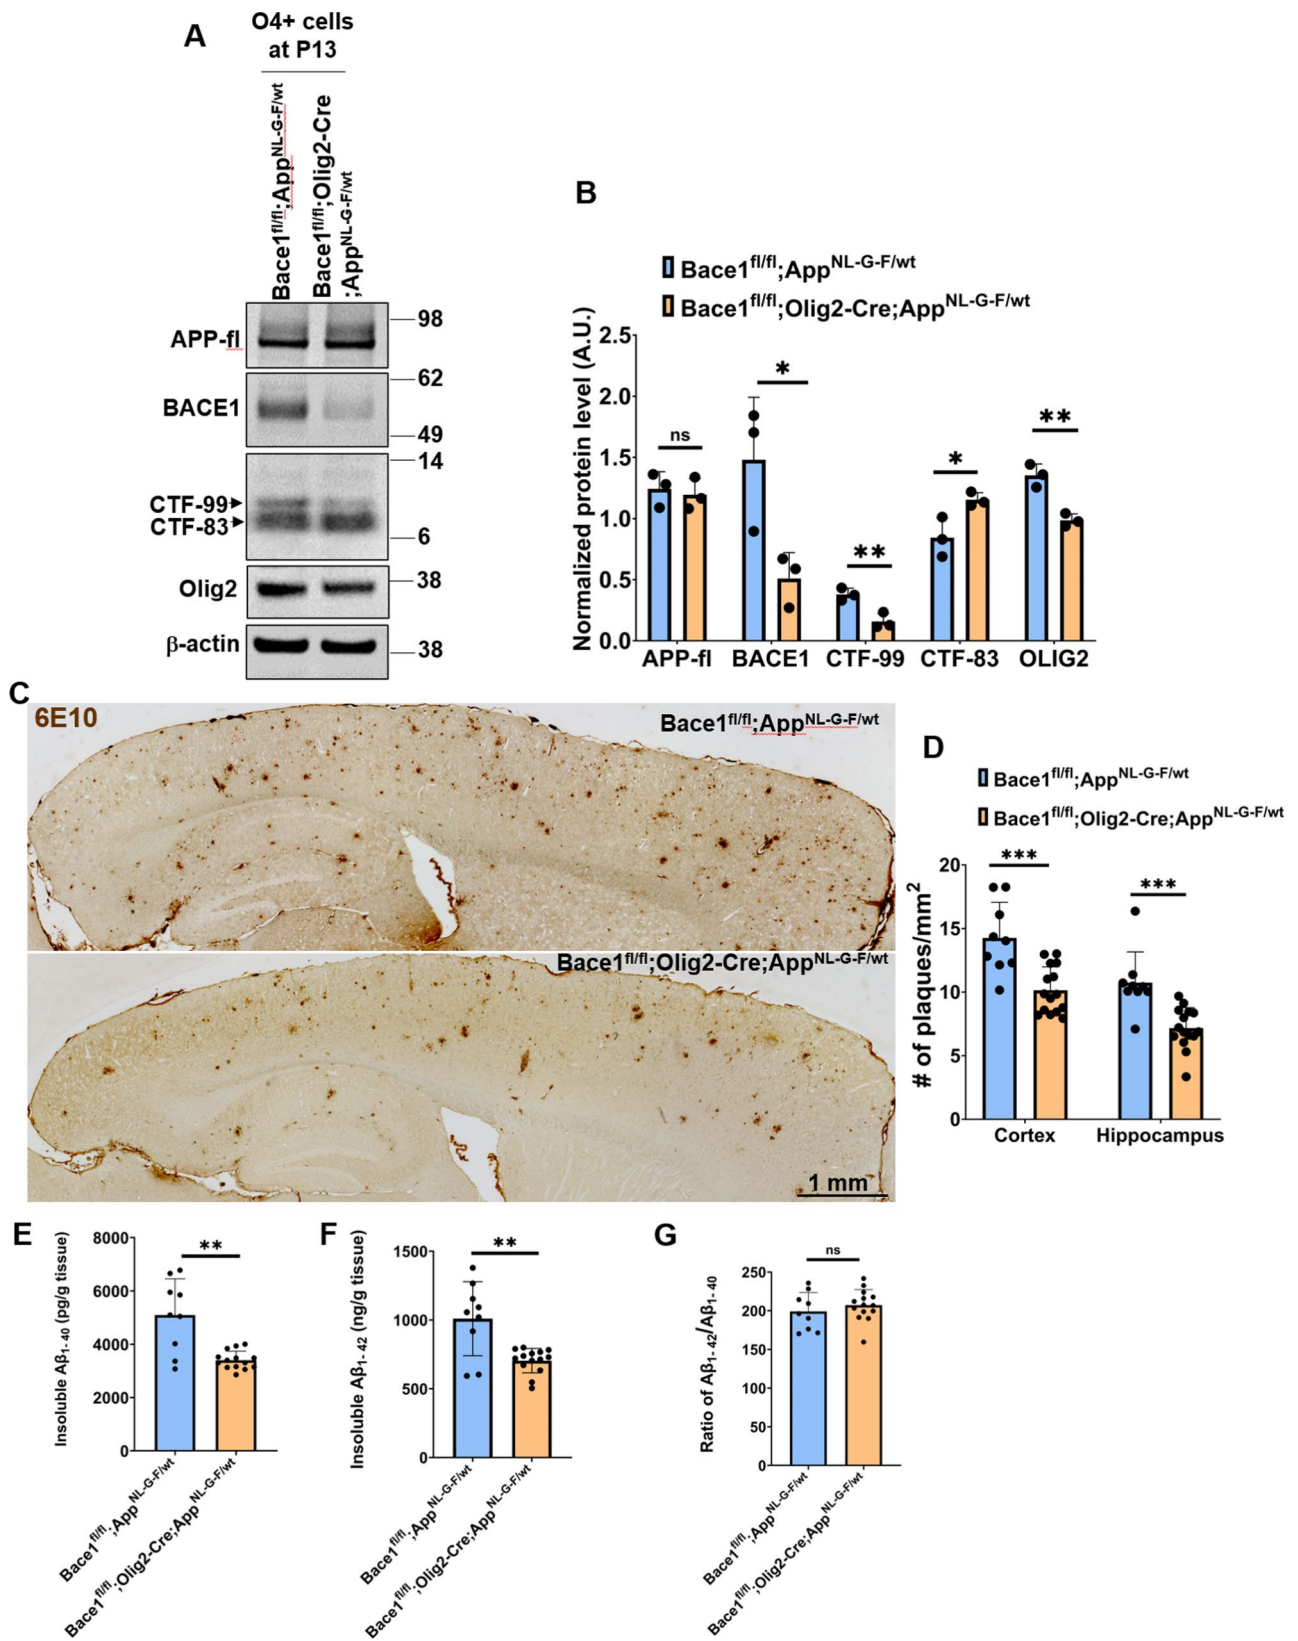 A
O4+ cells
at P13
Bace1fl/fl;AppNL-G-F/wt
Bace1fl/fl;Olig2-Cre
;AppNL-G-F/wt
APP-fl
98
BACE1
62
49
CTF-99
CTF-83
14
6
Olig2
38
β-actin
38
B
Bace1fl/fl;AppNL-G-F/wt
Bace1fl/fl;Olig2-Cre;AppNL-G-F/wt
Normalized protein level (A.U.)
2.5
2.0
1.5
1.0
0.5
0.0
ns
*
**
*
**
APP-fl BACE1 CTF-99 CTF-83 OLIG2
C
6E10
Bace1fl/fl;AppNL-G-F/wt
Bace1fl/fl;Olig2-Cre;AppNL-G-F/wt
1 mm
D
Bace1fl/fl;AppNL-G-F/wt
Bace1fl/fl;Olig2-Cre;AppNL-G-F/wt
# of plaques/mm2
20
15
10
5
0
***
***
Cortex Hippocampus
E
Insoluble Aβ1-40 (pg/g tissue)
8000
6000
4000
2000
0
**
Bace1fl/fl;AppNL-G-F/wt
Bace1fl/fl;Olig2-Cre;AppNL-G-F/wt
F
Insoluble Aβ1-42 (ng/g tissue)
1500
1000
500
0
**
Bace1fl/fl;AppNL-G-F/wt
Bace1fl/fl;Olig2-Cre;AppNL-G-F/wt
G
Ratio of Aβ1-42/Aβ1-40
250
200
150
100
50
0
ns
Bace1fl/fl;AppNL-G-F/wt
Bace1fl/fl;Olig2-Cre;AppNL-G-F/wt